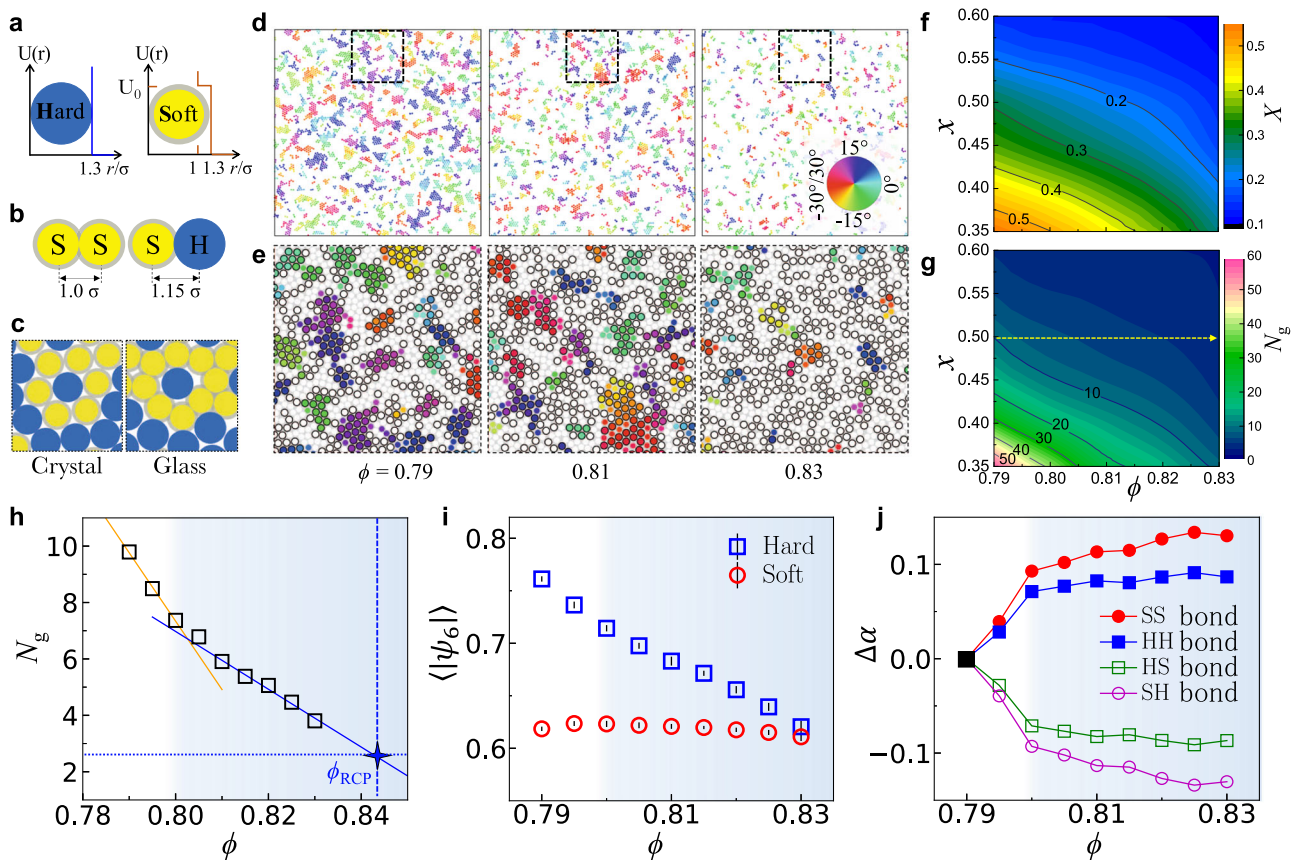 a
U(r)
Hard
1.3 r/σ
U(r)
U₀
Soft
1 1.3 r/σ
b
S S S H
1.0 σ
1.15 σ
c
Crystal
Glass
d
15°
-30°/30°
0°
-15°
e
ϕ = 0.79
0.81
0.83
f
0.60
0.55
0.50
0.45
0.40
0.35
x
0.2
0.3
0.4
0.5
0.5
0.4
0.3
0.2
0.1
X
g
0.60
0.55
0.50
0.45
0.40
0.35
x
10
20
30
40
50
60
50
40
30
20
10
0
N_g
0.79 0.80 0.81 0.82 0.83
ϕ
h
10
8
6
4
2
N_g
ϕ_RCP
0.78 0.80 0.82 0.84
ϕ
i
0.8
0.7
0.6
⟨|ψ₆|⟩
Hard
Soft
0.79 0.81 0.83
ϕ
j
0.1
0.0
−0.1
Δα
SS bond
HH bond
HS bond
SH bond
0.79 0.81 0.83
ϕ